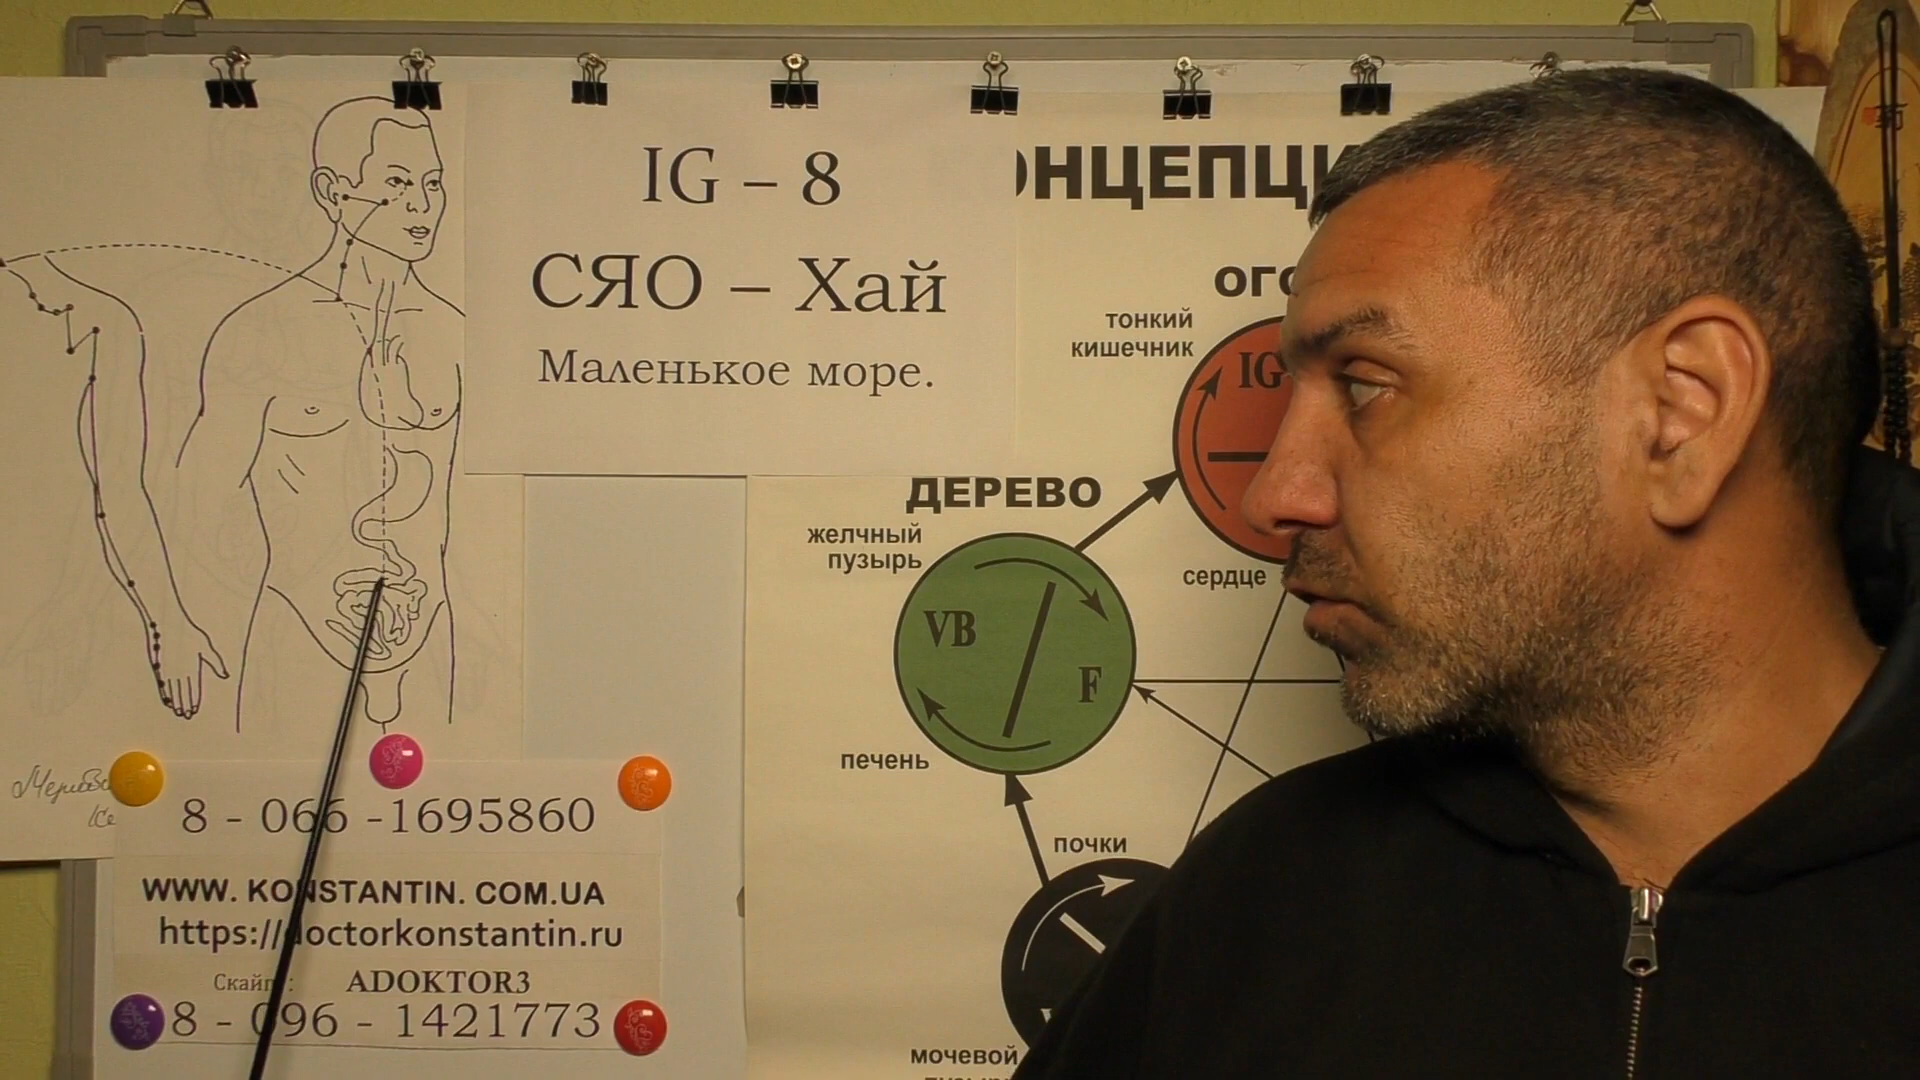 IG – 8
СЯО – Хай
Маленькое море.
ОНЦЕПЦИ
ОГО
тонкий
кишечник
IG
сердце
ДЕРЕВО
желчный
пузырь
VB
F
печень
почки
мочевой
8 - 066 -1695860
WWW. KONSTANTIN. COM.UA
https://doctorkonstantin.ru
Скайп : ADOKTOR3
8 - 096 - 1421773